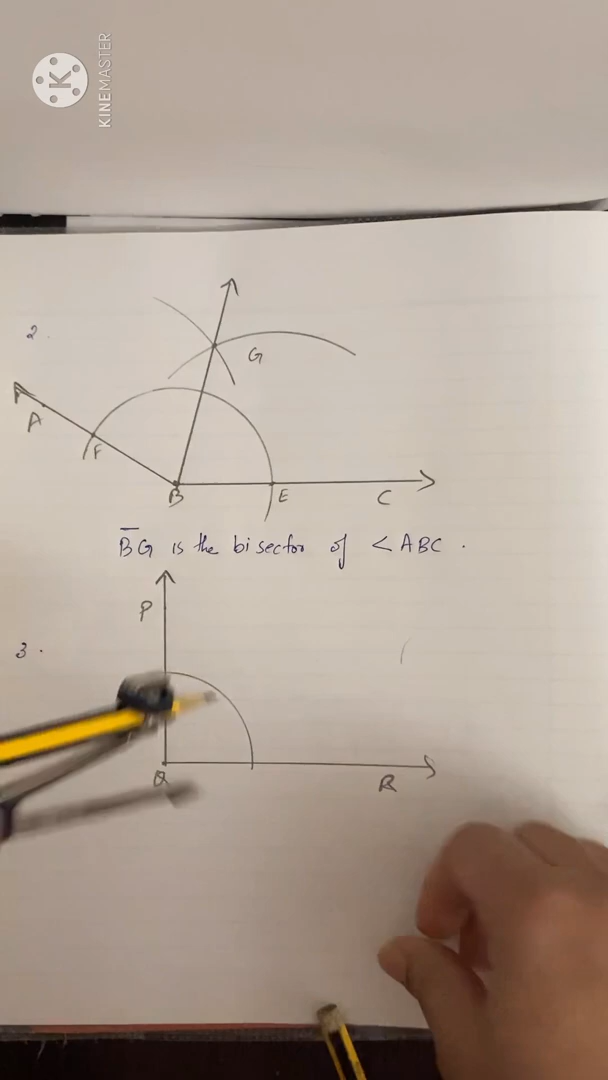 KINEMASTER
2.
G
A
F
B
E
C
BG is the bisector of <ABC.
P
3.
Q
R